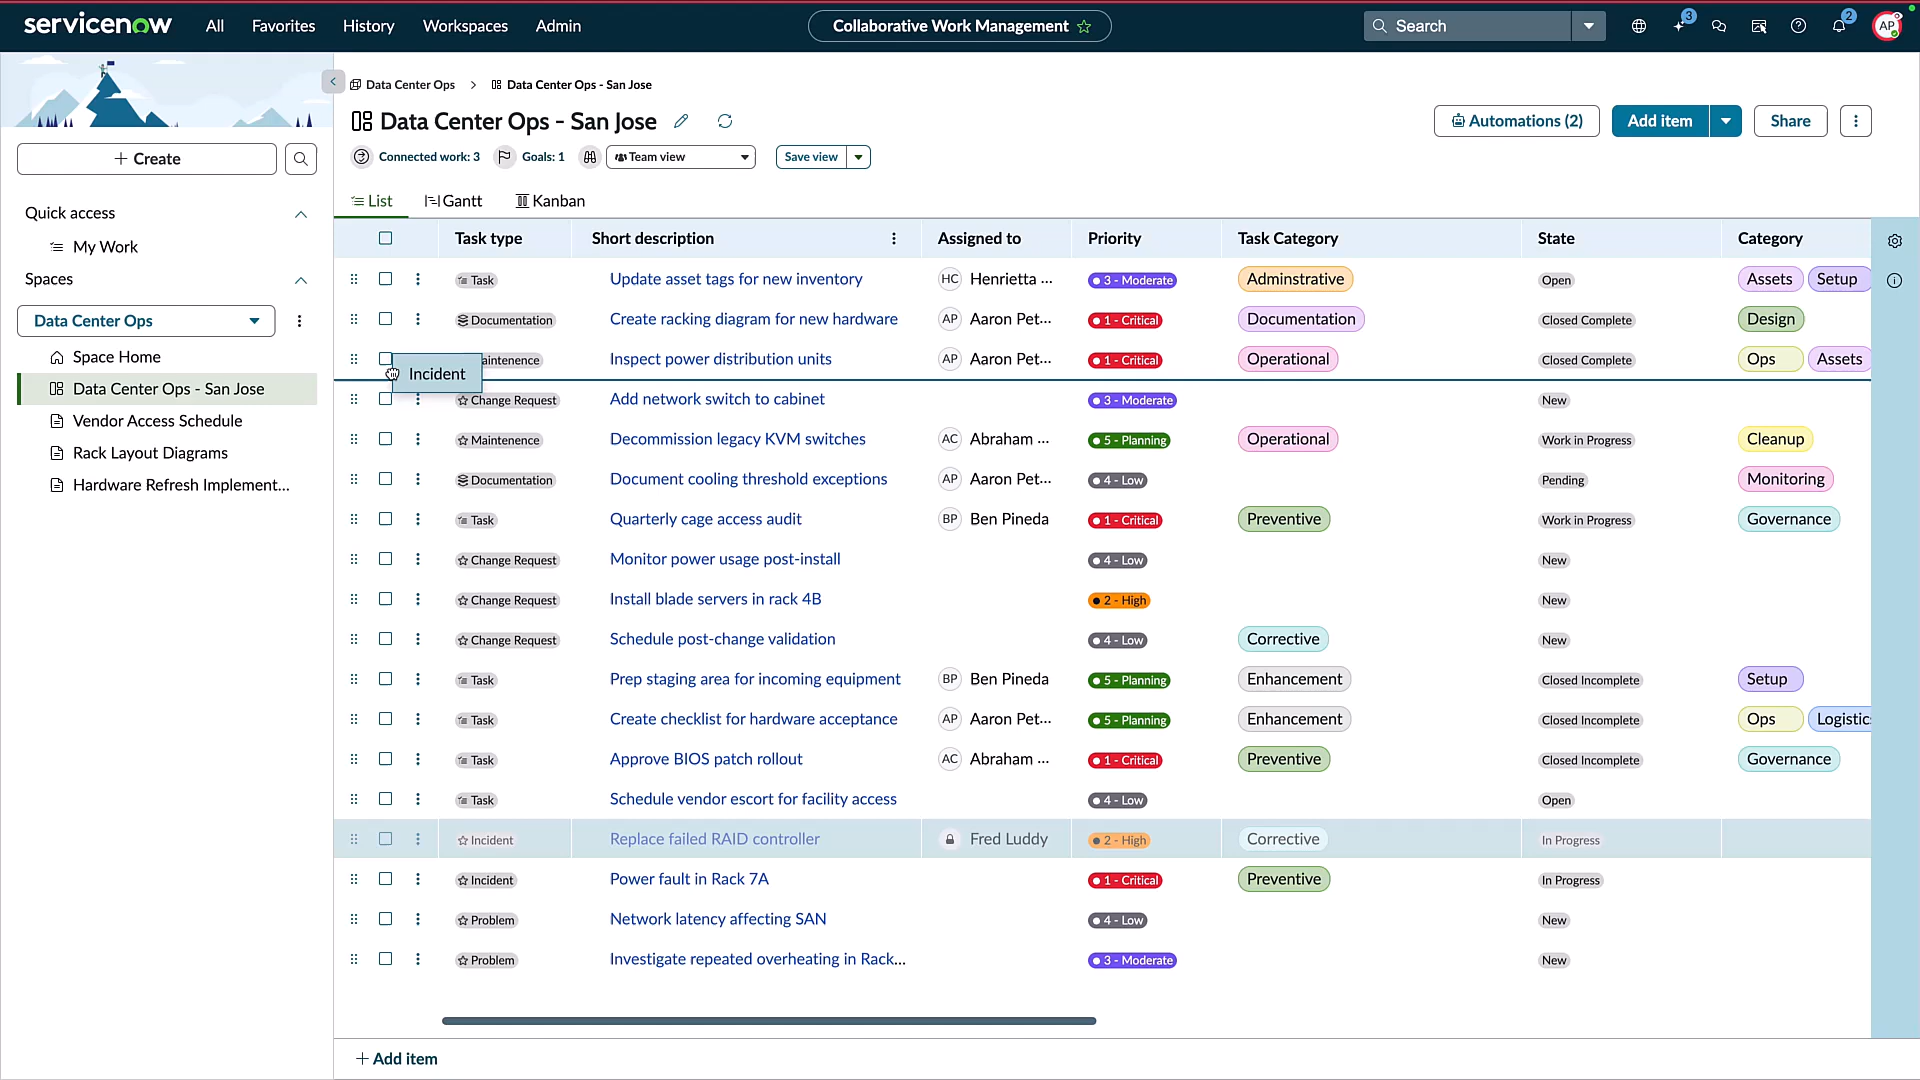 servicenow All Favorites History Workspaces Admin Collaborative Work Management Search 3 2 AP
Data Center Ops Data Center Ops - San Jose
Data Center Ops - San Jose Automations (2) Add item Share
Connected work: 3 Goals: 1 Team view Save view
+ Create
List Gantt Kanban
Quick access
My Work
Spaces
Data Center Ops
Space Home
Data Center Ops - San Jose
Vendor Access Schedule
Rack Layout Diagrams
Hardware Refresh Implement...
Task type Short description Assigned to Priority Task Category State Category
Task Update asset tags for new inventory HC Henrietta ... 3 - Moderate Adminstrative Open Assets Setup
Documentation Create racking diagram for new hardware AP Aaron Pet... 1 - Critical Documentation Closed Complete Design
aintenence Inspect power distribution units AP Aaron Pet... 1 - Critical Operational Closed Complete Ops Assets
Incident
Change Request Add network switch to cabinet 3 - Moderate New
Maintenence Decommission legacy KVM switches AC Abraham ... 5 - Planning Operational Work in Progress Cleanup
Documentation Document cooling threshold exceptions AP Aaron Pet... 4 - Low Pending Monitoring
Task Quarterly cage access audit BP Ben Pineda 1 - Critical Preventive Work in Progress Governance
Change Request Monitor power usage post-install 4 - Low New
Change Request Install blade servers in rack 4B 2 - High New
Change Request Schedule post-change validation 4 - Low Corrective New
Task Prep staging area for incoming equipment BP Ben Pineda 5 - Planning Enhancement Closed Incomplete Setup
Task Create checklist for hardware acceptance AP Aaron Pet... 5 - Planning Enhancement Closed Incomplete Ops Logistic
Task Approve BIOS patch rollout AC Abraham ... 1 - Critical Preventive Closed Incomplete Governance
Task Schedule vendor escort for facility access 4 - Low Open
Incident Replace failed RAID controller Fred Luddy 2 - High Corrective In Progress
Incident Power fault in Rack 7A 1 - Critical Preventive In Progress
Problem Network latency affecting SAN 4 - Low New
Problem Investigate repeated overheating in Rack... 3 - Moderate New
+ Add item